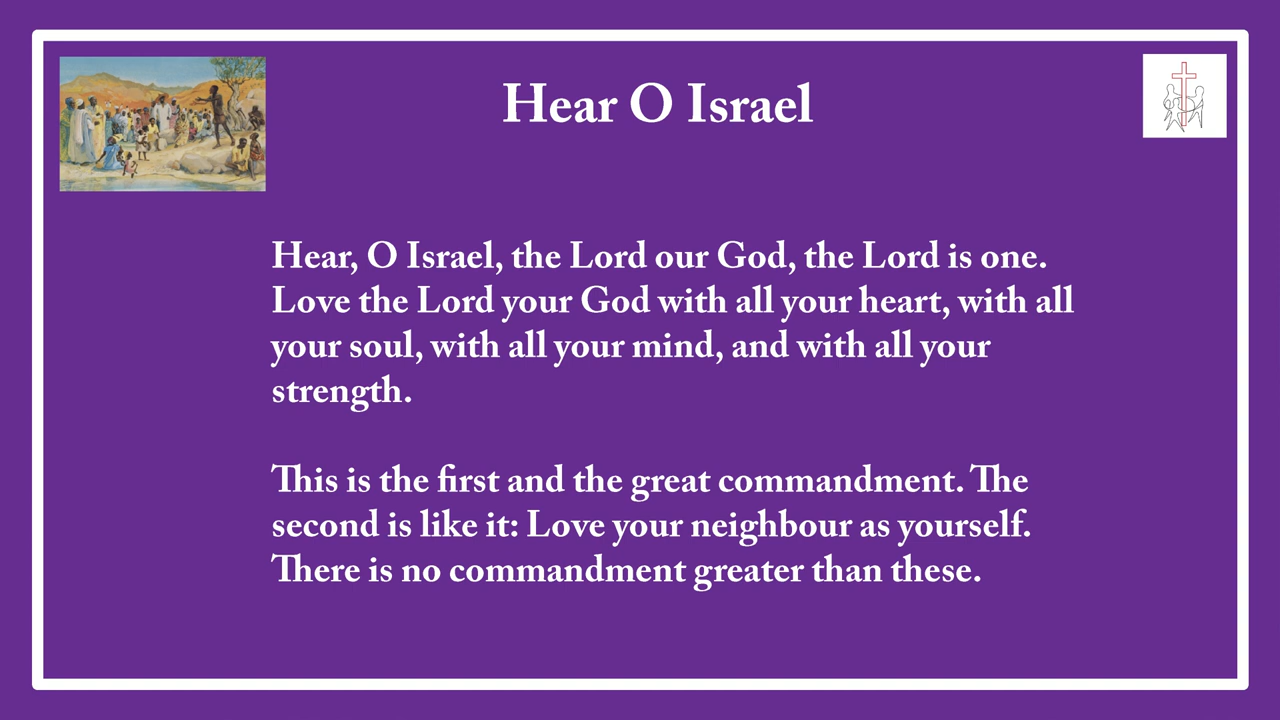 Hear O Israel
Hear, O Israel, the Lord our God, the Lord is one.
Love the Lord your God with all your heart, with all
your soul, with all your mind, and with all your
strength.
This is the first and the great commandment. The
second is like it: Love your neighbour as yourself.
There is no commandment greater than these.